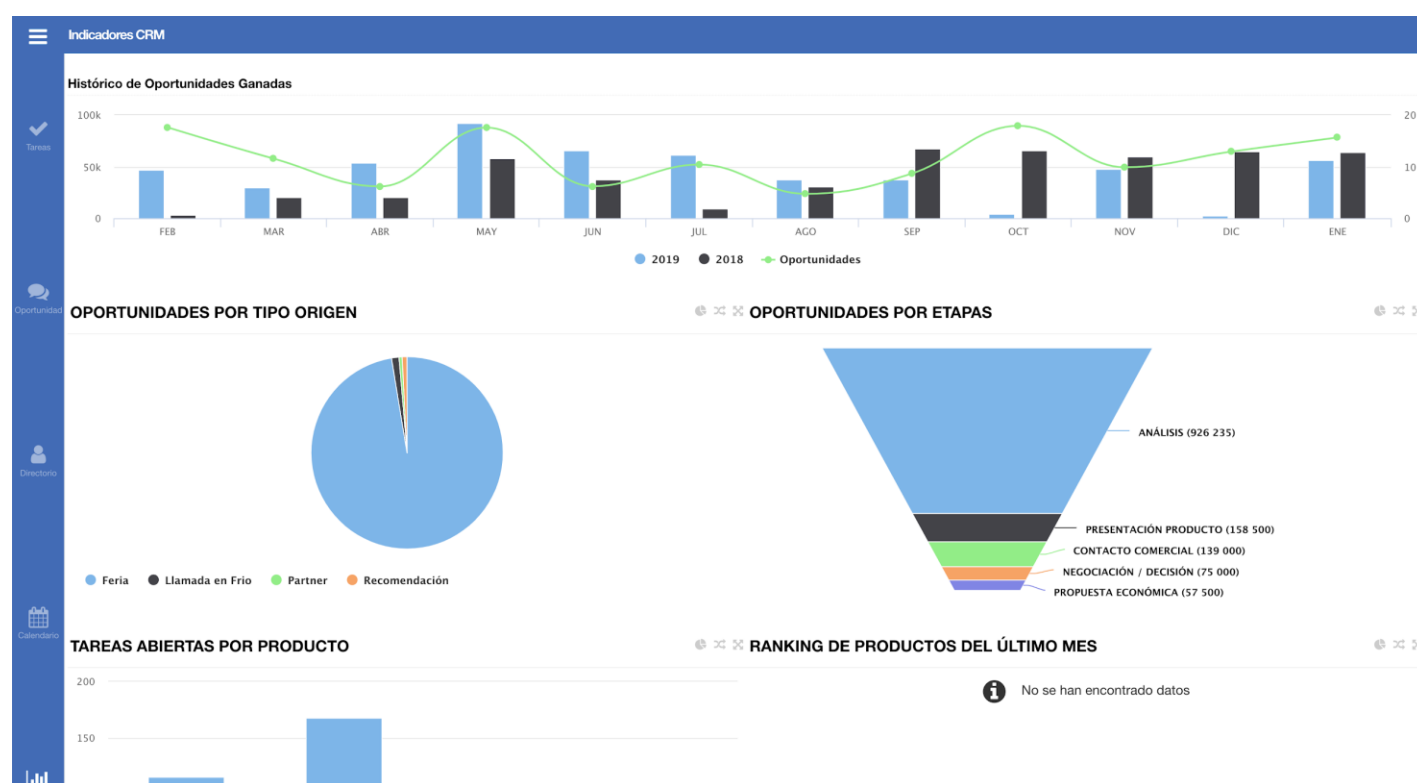 Indicadores CRM
Histórico de Oportunidades Ganadas
100k
50k
0
20
10
0
FEB MAR ABR MAY JUN JUL AGO SEP OCT NOV DIC ENE
2019 2018 Oportunidades
Tareas
Oportunidad
Directorio
Calendario
OPORTUNIDADES POR TIPO ORIGEN
Feria Llamada en Frio Partner Recomendación
OPORTUNIDADES POR ETAPAS
ANÁLISIS (926 235)
PRESENTACIÓN PRODUCTO (158 500)
CONTACTO COMERCIAL (139 000)
NEGOCIACIÓN / DECISIÓN (75 000)
PROPUESTA ECONÓMICA (57 500)
TAREAS ABIERTAS POR PRODUCTO
200
150
RANKING DE PRODUCTOS DEL ÚLTIMO MES
No se han encontrado datos